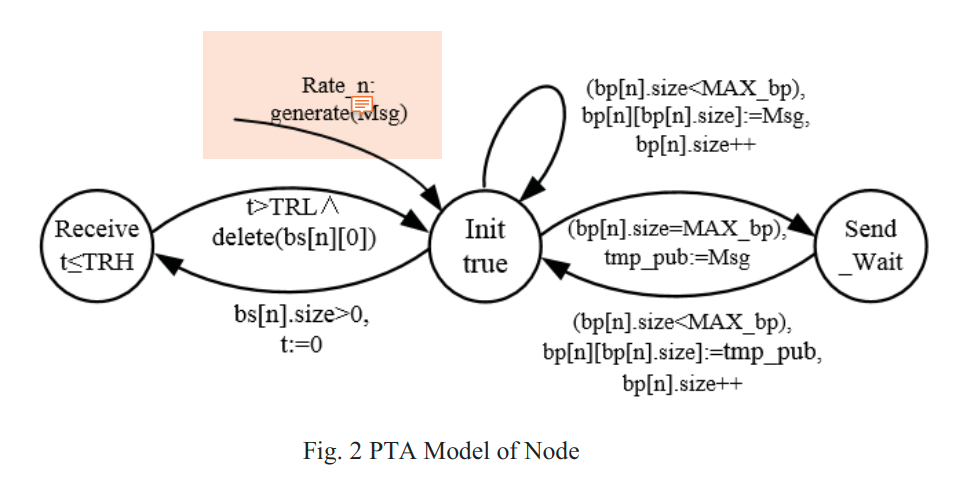 Rate_n:
generate(Msg)
(bp[n].size<MAX_bp),
bp[n][bp[n].size]:=Msg,
bp[n].size++
Receive
t≤TRH
t>TRL∧
delete(bs[n][0])
bs[n].size>0,
t:=0
Init
true
(bp[n].size=MAX_bp),
tmp_pub:=Msg
(bp[n].size<MAX_bp),
bp[n][bp[n].size]:=tmp_pub,
bp[n].size++
Send
_Wait
Fig. 2 PTA Model of Node